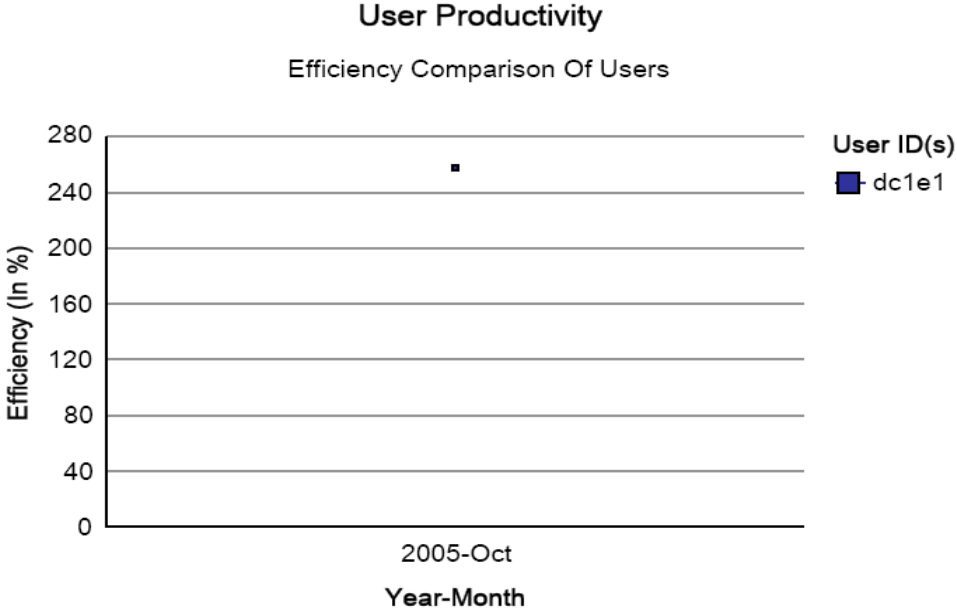 User Productivity
Efficiency Comparison Of Users
280
240
200
160
120
80
40
0
Efficiency (In %)
2005-Oct
Year-Month
User ID(s)
dc1e1